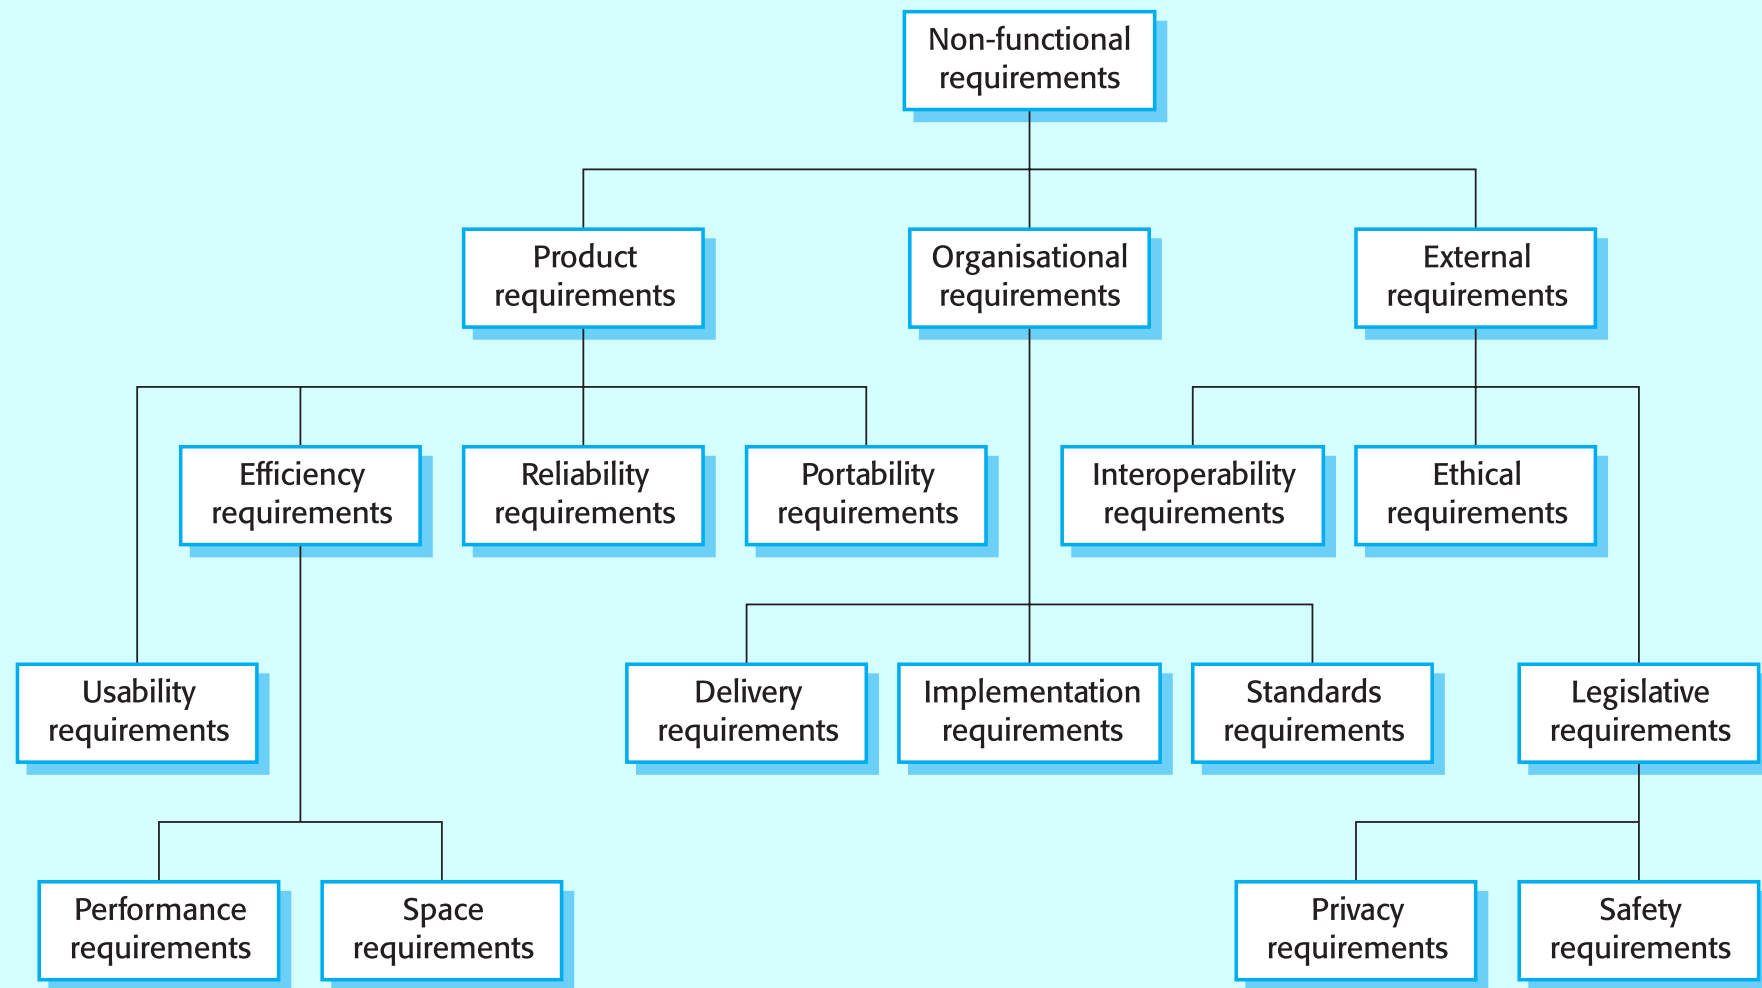 Non-functional
requirements
Product
requirements
Organisational
requirements
External
requirements
Efficiency
requirements
Reliability
requirements
Portability
requirements
Interoperability
requirements
Ethical
requirements
Usability
requirements
Delivery
requirements
Implementation
requirements
Standards
requirements
Legislative
requirements
Performance
requirements
Space
requirements
Privacy
requirements
Safety
requirements